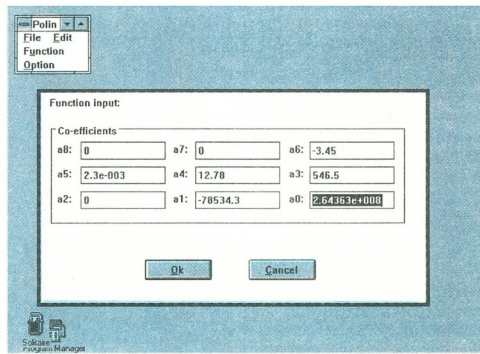 Polin
File Edit
Function
Option
Function input:
Co-efficients
a8: 0 a7: 0 a6: -3.45
a5: 2.3e-003 a4: 12.78 a3: 546.5
a2: 0 a1: -78534.3 a0: 2.64363e+008
Ok Cancel
Solitaire
Program Manager